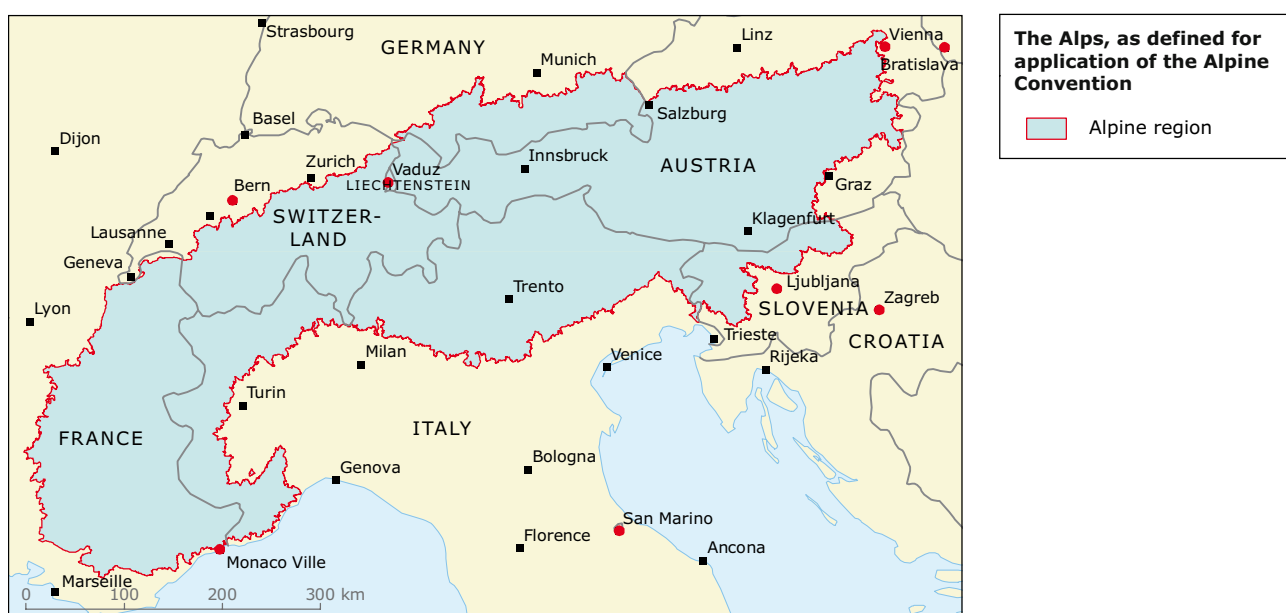 Strasbourg
GERMANY
Linz
Vienna
Munich
Bratislava
Basel
Salzburg
Dijon
Zurich
Vaduz
Innsbruck
AUSTRIA
LIECHTENSTEIN
Bern
Graz
SWITZER-
LAND
Klagenfurt
Lausanne
Geneva
Trento
Ljubljana
Lyon
SLOVENIA
Zagreb
Trieste
CROATIA
Milan
Venice
Rijeka
Turin
FRANCE
ITALY
Genova
Bologna
San Marino
Florence
Ancona
Monaco Ville
Marseille
0 100 200 300 km
The Alps, as defined for
application of the Alpine
Convention
Alpine region